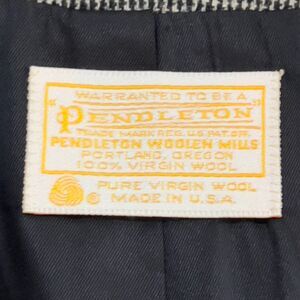 WARRANTED TO BE A
"PENDLETON"
TRADE MARK REG. U.S. PAT. OFF.
PENDLETON WOOLEN MILLS
PORTLAND, OREGON
100% VIRGIN WOOL
PURE VIRGIN WOOL
® MADE IN U.S.A.